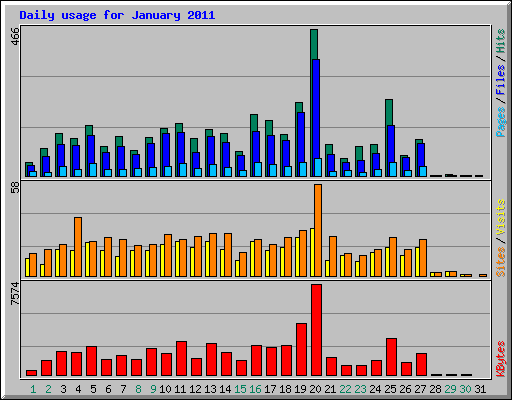 Daily usage for January 2011
466
Pages / Files / Hits
58
Sites / Visits
7574
KBytes
1 2 3 4 5 6 7 8 9 10 11 12 13 14 15 16 17 18 19 20 21 22 23 24 25 26 27 28 29 30 31